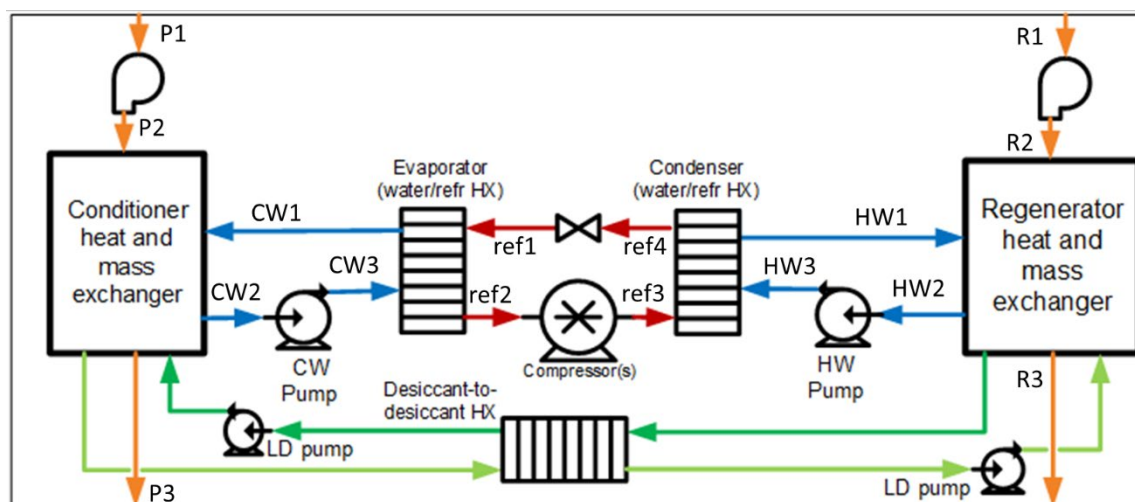 P1
R1
P2
R2
Evaporator
(water/refr HX)
Condenser
(water/refr HX)
Conditioner
heat and
mass
exchanger
CW1
ref1
ref4
HW1
Regenerator
heat and
mass
exchanger
CW3
HW3
CW2
ref2
ref3
HW2
CW
Pump
Compressor(s)
HW
Pump
R3
Desiccant-to-
desiccant HX
LD pump
LD pump
P3